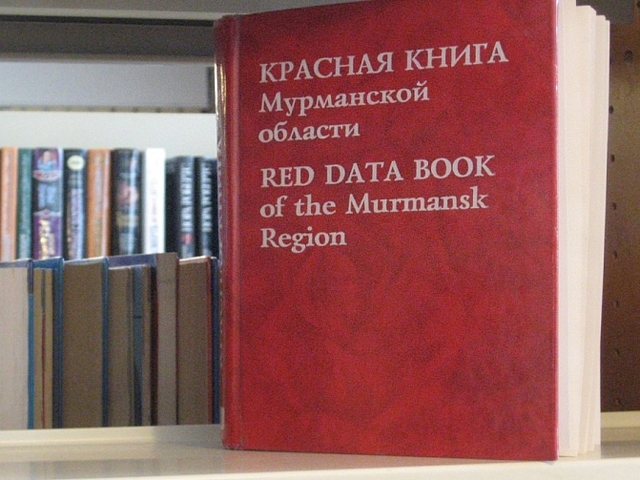 КРАСНАЯ КНИГА
Мурманской
области
RED DATA BOOK
of the Murmansk
Region